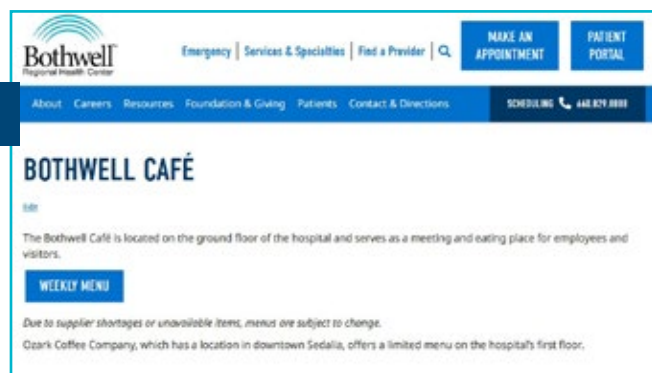 Bothwell
Regional Health Center
Emergency | Services & Specialties | Find a Provider |
MAKE AN
APPOINTMENT
PATIENT
PORTAL
About Careers Resources Foundation & Giving Patients Contact & Directions
SCHEDULING
BOTHWELL CAFÉ
Edit
The Bothwell Café is located on the ground floor of the hospital and serves as a meeting and eating place for employees and
visitors.
WEEKLY MENU
Due to supplier shortages or unavailable items, menus are subject to change.
Ozark Coffee Company, which has a location in downtown Sedalia, offers a limited menu on the hospital's first floor.